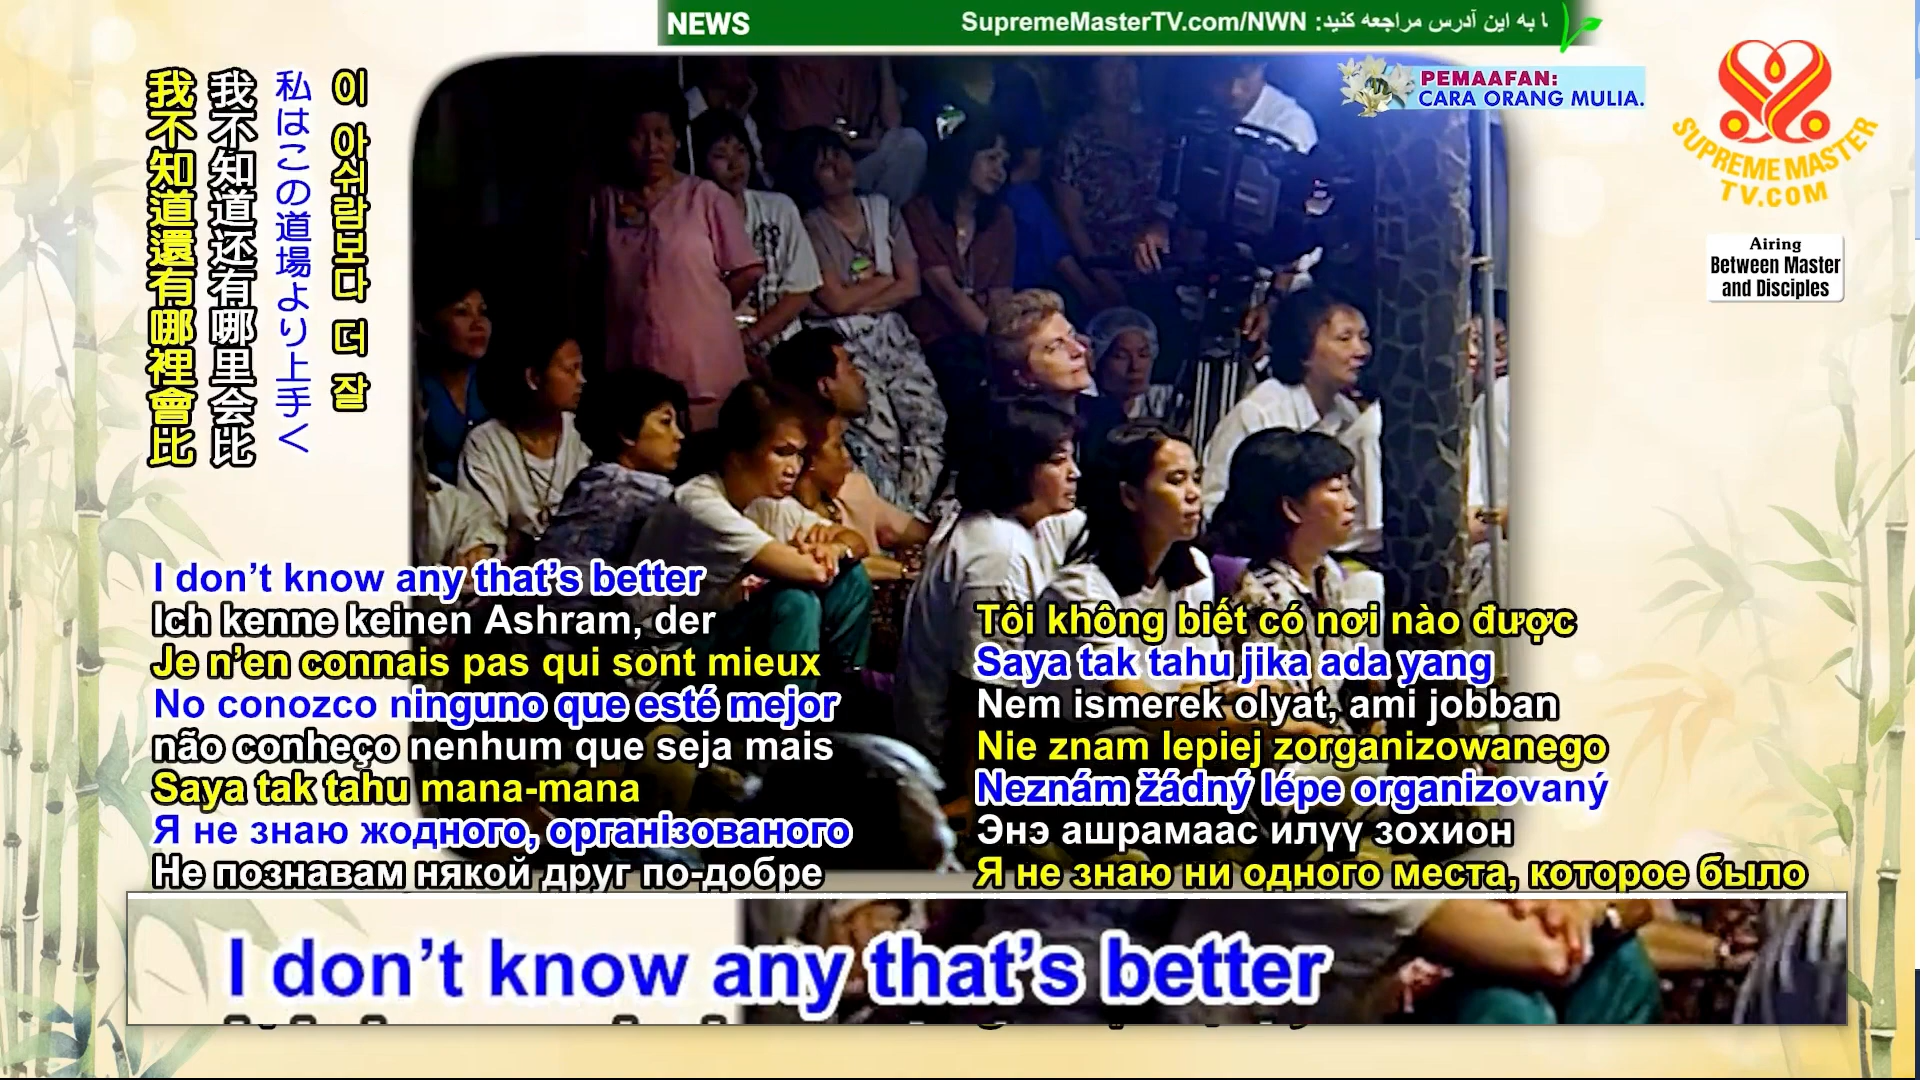 NEWS
SupremeMasterTV.com/NWN :ا به این آدرس مراجعه کنید
PEMAAFAN:
CARA ORANG MULIA.
SUPREME MASTER
TV.COM
Airing
Between Master
and Disciples
이 아쉬람보다 더 잘
私はこの道場より上手く
我不知道还有哪里会比
我不知道還有哪裡會比
I don’t know any that’s better
Ich kenne keinen Ashram, der
Je n’en connais pas qui sont mieux
No conozco ninguno que esté mejor
não conheço nenhum que seja mais
Saya tak tahu mana-mana
Я не знаю жодного, організованого
Не познавам някой друг по-добре
Tôi không biết có nơi nào được
Saya tak tahu jika ada yang
Nem ismerek olyat, ami jobban
Nie znam lepiej zorganizowanego
Neznám žádný lépe organizovaný
Энэ ашрамаас илүү зохион
Я не знаю ни одного места, которое было
I don’t know any that’s better